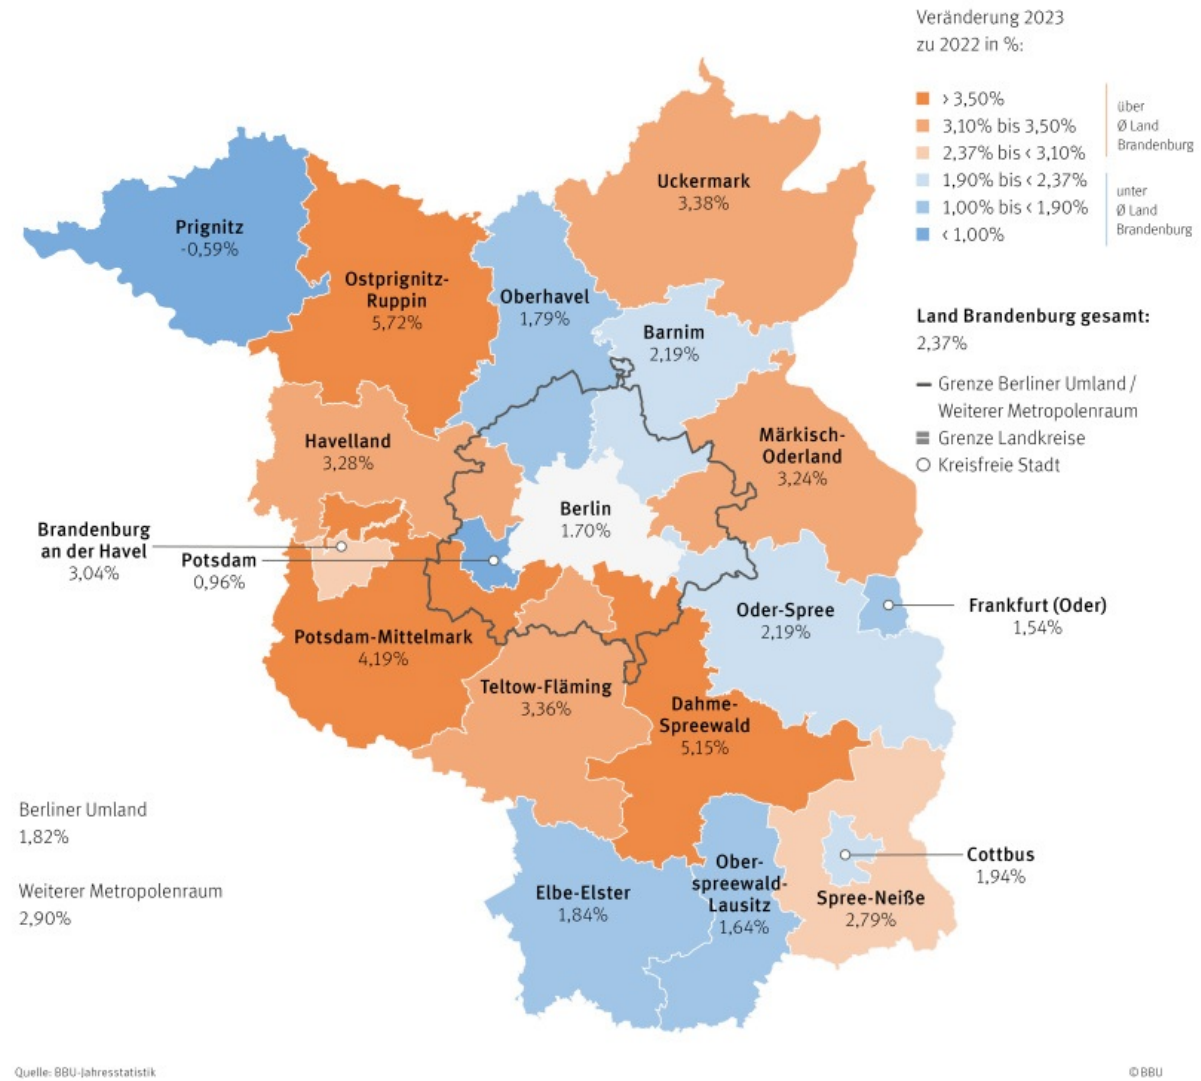 Veränderung 2023
zu 2022 in %:
> 3,50%
3,10% bis 3,50%
2,37% bis < 3,10%
über
Ø Land
Brandenburg
1,90% bis < 2,37%
1,00% bis < 1,90%
< 1,00%
unter
Ø Land
Brandenburg
Land Brandenburg gesamt:
2,37%
Grenze Berliner Umland /
Weiterer Metropolenraum
Grenze Landkreise
Kreisfreie Stadt
Uckermark
3,38%
Prignitz
-0,59%
Ostprignitz-
Ruppin
5,72%
Oberhavel
1,79%
Barnim
2,19%
Havelland
3,28%
Märkisch-
Oderland
3,24%
Berlin
1.70%
Brandenburg
an der Havel
3,04%
Potsdam
0,96%
Oder-Spree
2,19%
Frankfurt (Oder)
1,54%
Potsdam-Mittelmark
4,19%
Teltow-Fläming
3,36%
Dahme-
Spreewald
5,15%
Berliner Umland
1,82%
Weiterer Metropolenraum
2,90%
Elbe-Elster
1,84%
Ober-
spreewald-
Lausitz
1,64%
Cottbus
1,94%
Spree-Neiße
2,79%
Quelle: BBU-Jahresstatistik
© BBU